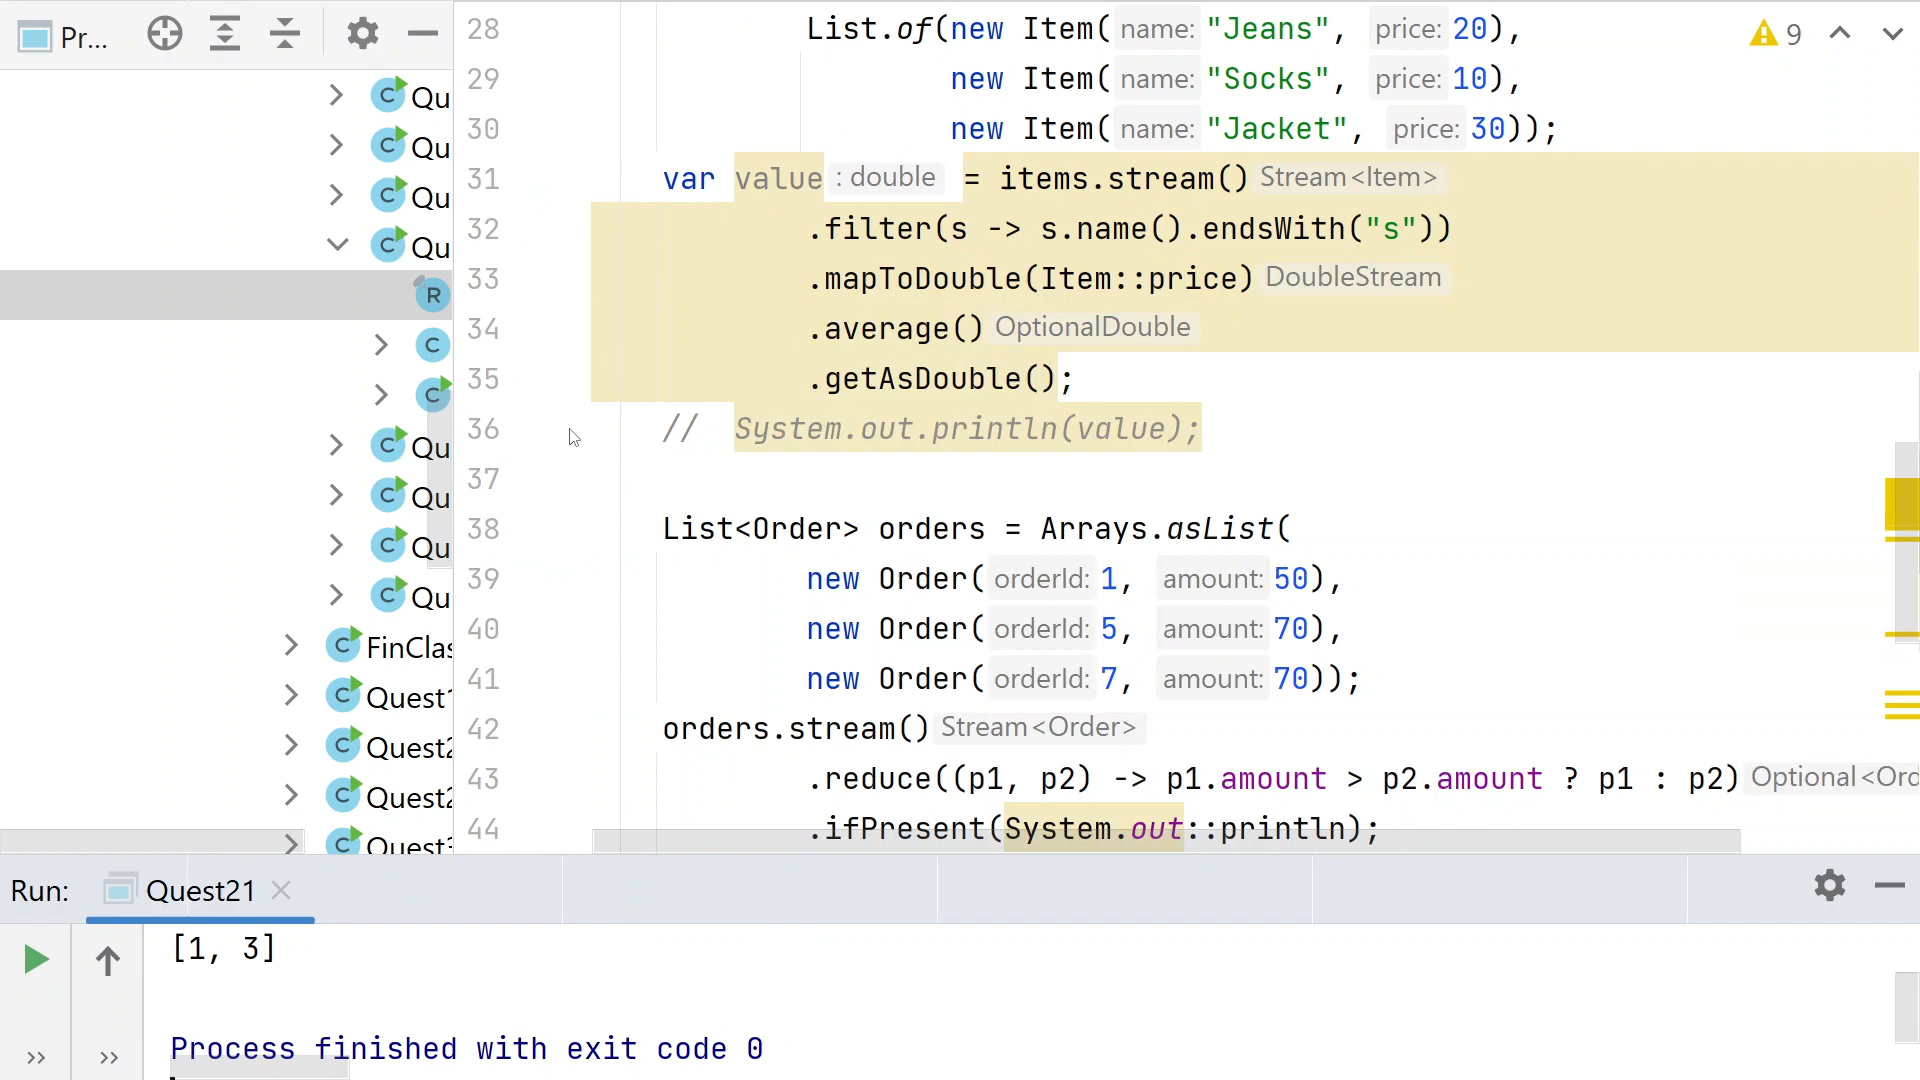 Pr...
Qu
Qu
Qu
Qu
R
C
C
Qu
Qu
Qu
Qu
FinClas
Quest1
Quest2
Quest2
28 List.of(new Item( name: "Jeans", price: 20),
29 new Item( name: "Socks", price: 10),
30 new Item( name: "Jacket", price: 30));
31 var value : double = items.stream() Stream<Item>
32 .filter(s -> s.name().endsWith("s"))
33 .mapToDouble(Item::price) DoubleStream
34 .average() OptionalDouble
35 .getAsDouble();
36 // System.out.println(value);
37
38 List<Order> orders = Arrays.asList(
39 new Order( orderId: 1, amount: 50),
40 new Order( orderId: 5, amount: 70),
41 new Order( orderId: 7, amount: 70));
42 orders.stream() Stream<Order>
43 .reduce((p1, p2) -> p1.amount > p2.amount ? p1 : p2) Optional<Ord
44 .ifPresent(System.out::println);
9
Run: Quest21
[1, 3]
Process finished with exit code 0